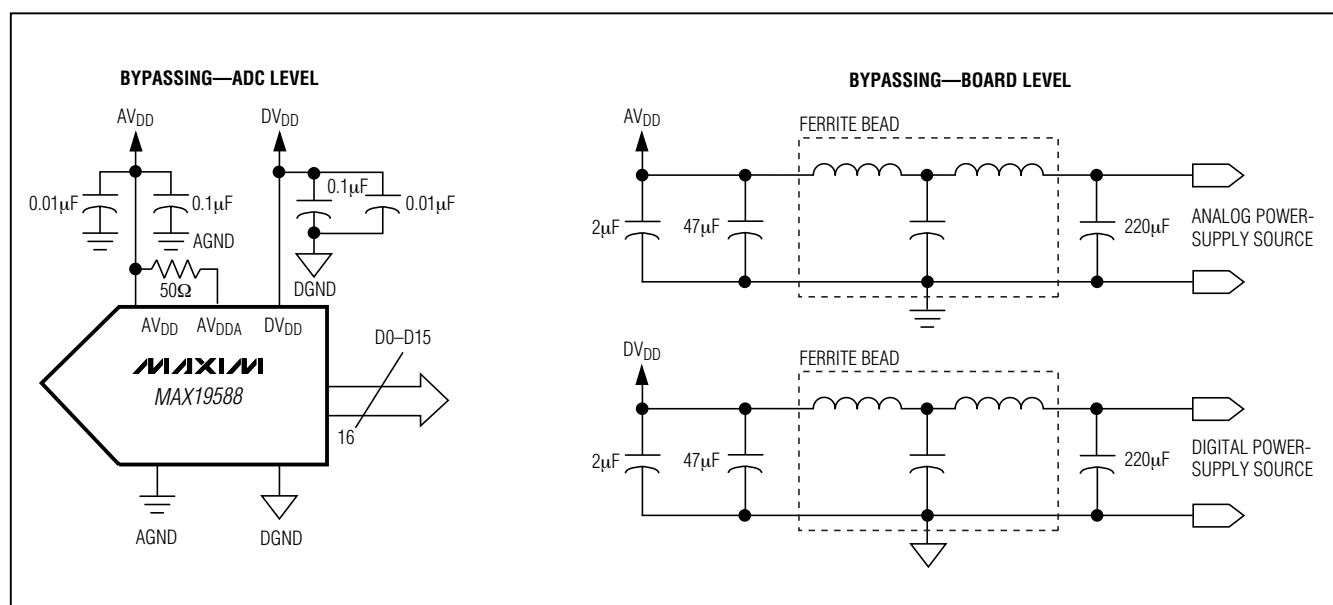 BYPASSING—ADC LEVEL
AVDD
DVDD
0.01µF
0.1µF
AGND
0.1µF
0.01µF
DGND
50Ω
AVDD
AVDDA
DVDD
MAXIM
MAX19588
D0–D15
16
AGND
DGND
BYPASSING—BOARD LEVEL
AVDD
FERRITE BEAD
2µF
47µF
220µF
ANALOG POWER-
SUPPLY SOURCE
DVDD
FERRITE BEAD
2µF
47µF
220µF
DIGITAL POWER-
SUPPLY SOURCE